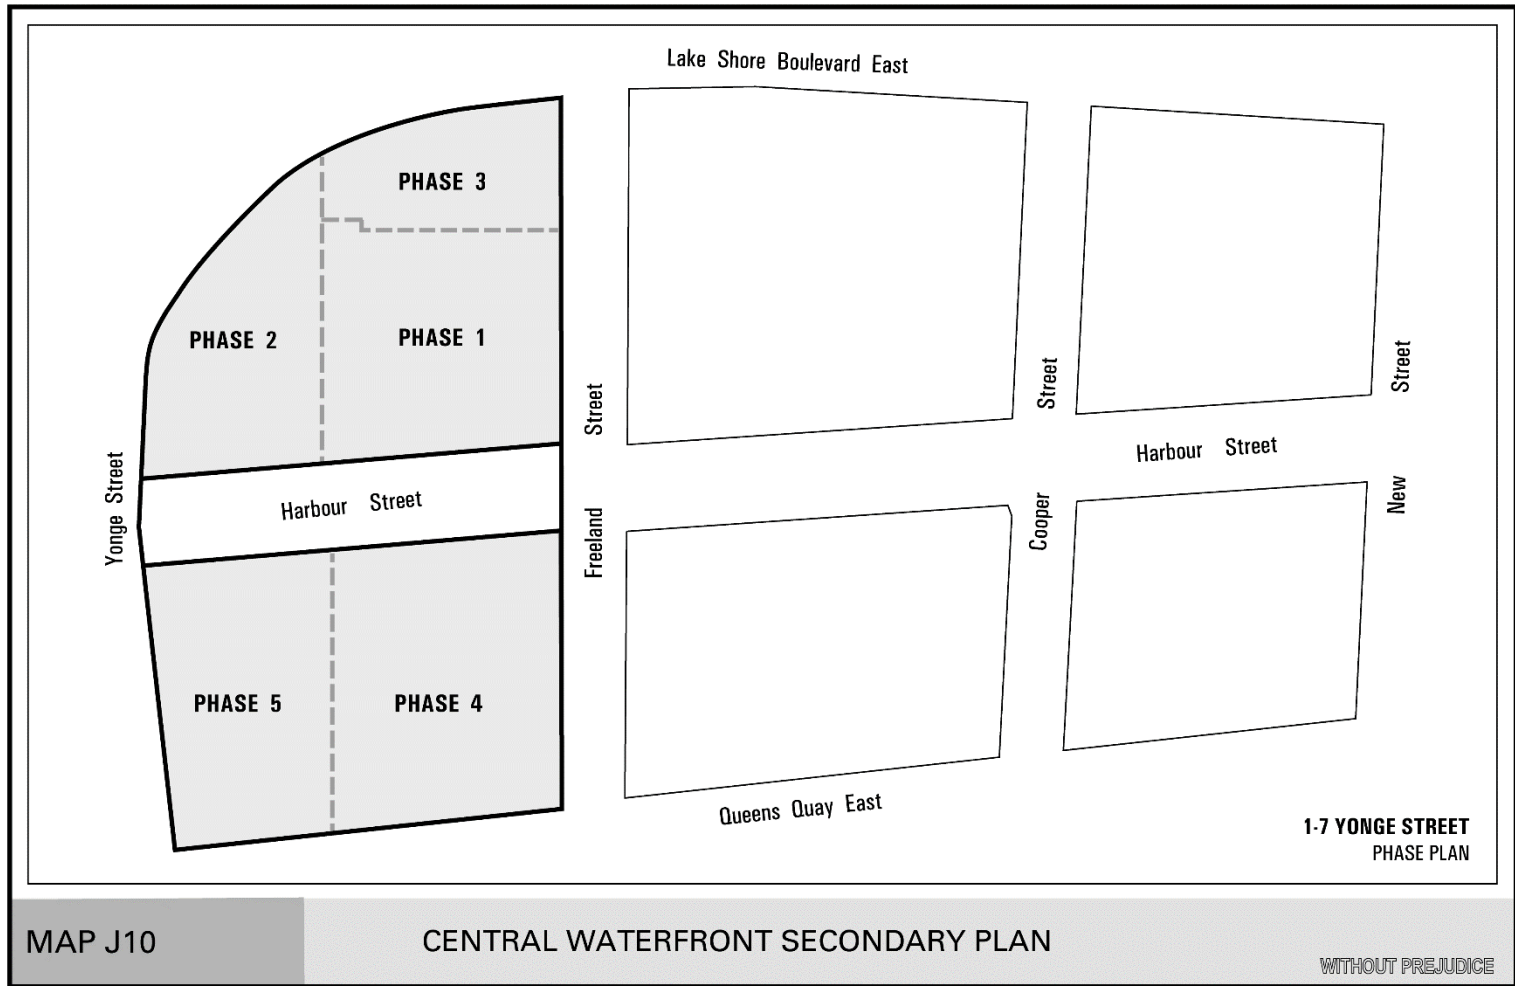 Lake Shore Boulevard East
PHASE 3
PHASE 2
PHASE 1
Street
Street
Street
Harbour Street
Harbour Street
Yonge Street
Freeland
Cooper
New
PHASE 5
PHASE 4
Queens Quay East
1-7 YONGE STREET
PHASE PLAN
MAP J10
CENTRAL WATERFRONT SECONDARY PLAN
WITHOUT PREJUDICE